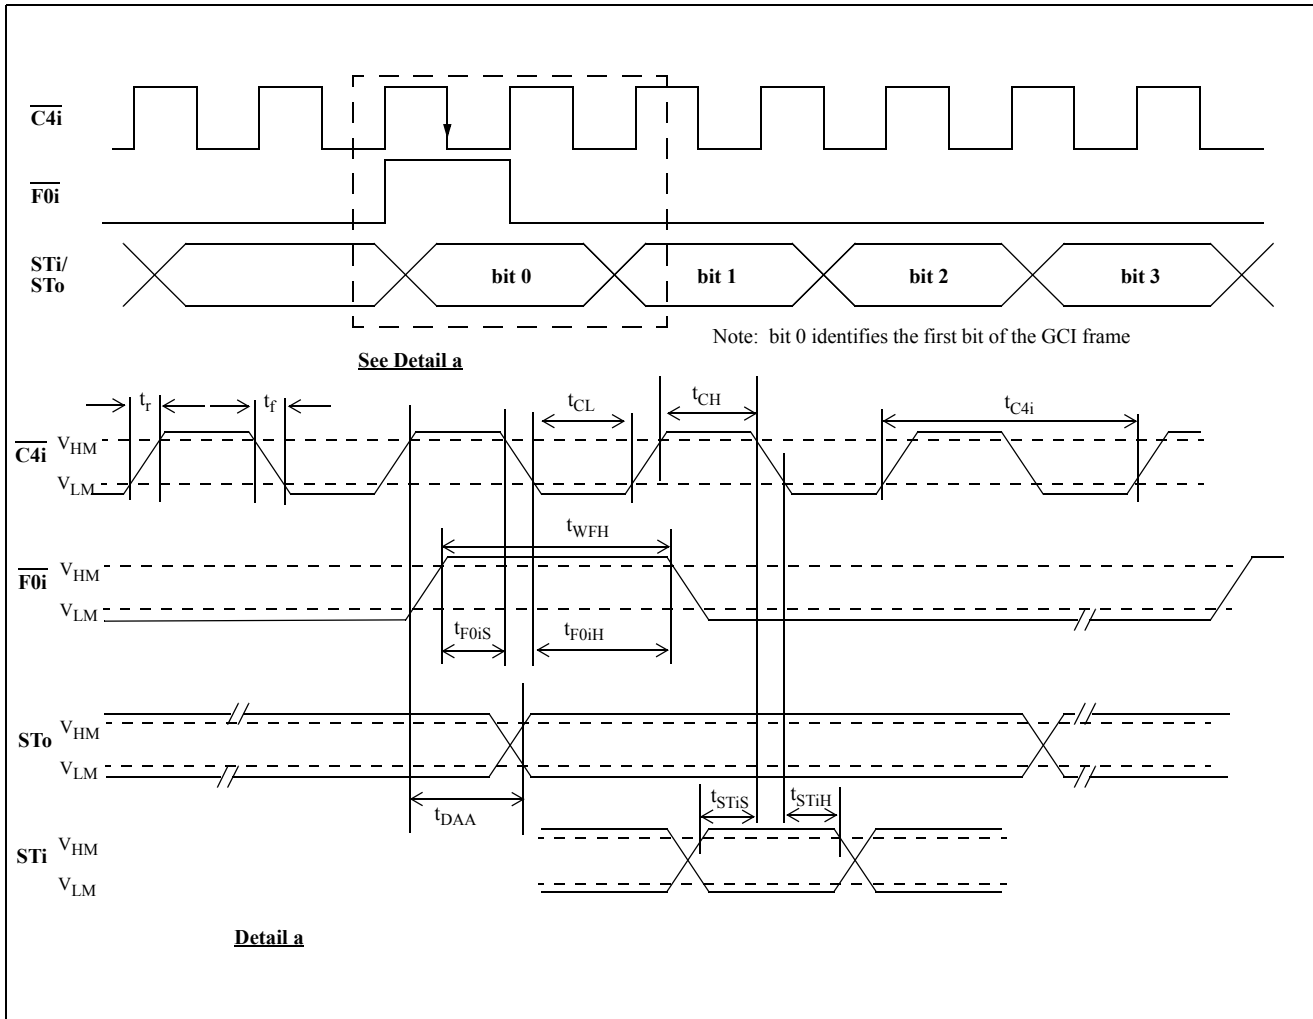 C4i
F0i
STi/
STo
bit 0 bit 1 bit 2 bit 3
Note: bit 0 identifies the first bit of the GCI frame
See Detail a
tr tf tCL tCH tC4i
C4i VHM
VLM
tWFH
F0i VHM
VLM
tF0iS tF0iH
STo VHM
VLM
tDAA tSTiS tSTiH
STi VHM
VLM
Detail a